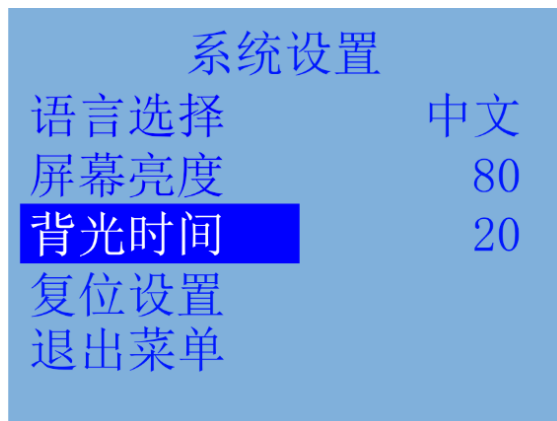 系统设置
语言选择 中文
屏幕亮度 80
背光时间 20
复位设置
退出菜单